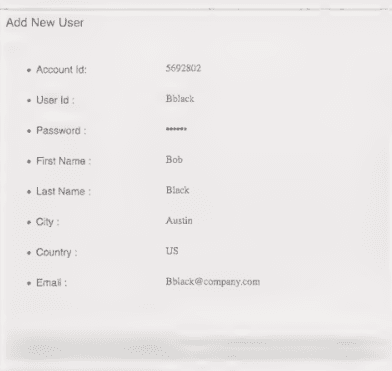 Add New User
• Account Id: 5692802
• User Id : Bblack
• Password :
• First Name : Bob
• Last Name : Black
• City : Austin
• Country : US
• Email : Bblack@company.com